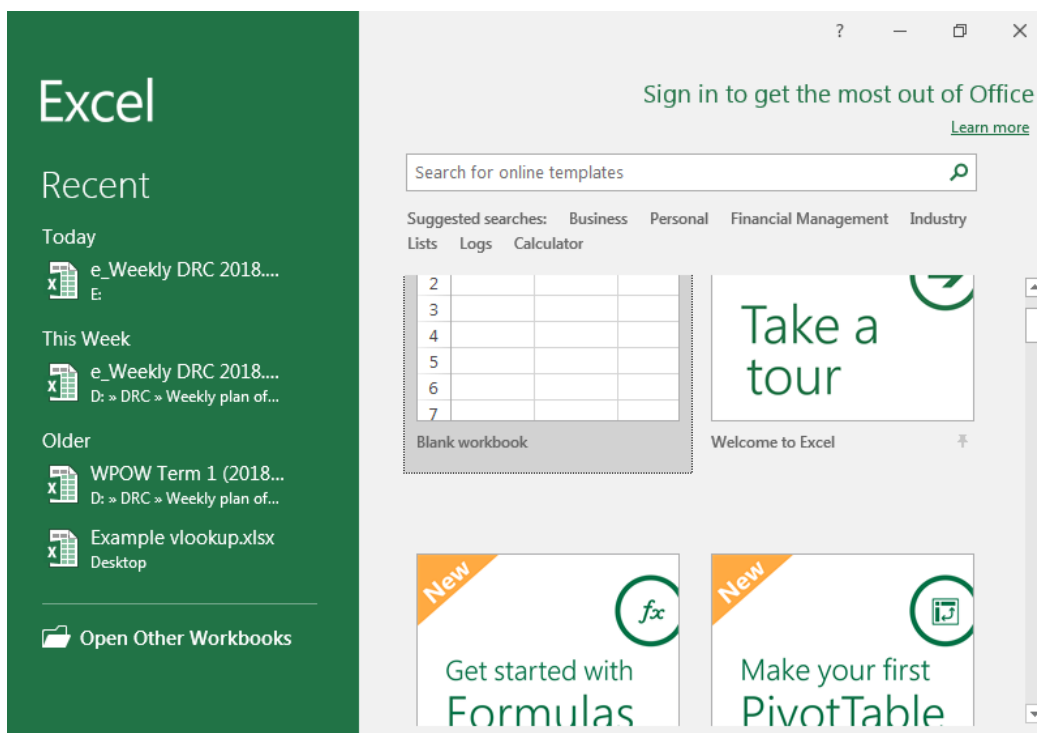 ?
Excel
Sign in to get the most out of Office
Learn more
Recent
Search for online templates
Suggested searches: Business Personal Financial Management Industry
Lists Logs Calculator
Today
e_Weekly DRC 2018....
E:
This Week
e_Weekly DRC 2018....
D: » DRC » Weekly plan of...
Older
WPOW Term 1 (2018...
D: » DRC » Weekly plan of...
Example vlookup.xlsx
Desktop
Open Other Workbooks
2
3
4
5
6
7
Blank workbook
Take a
tour
Welcome to Excel
New
fx
Get started with
Formulas
New
Make your first
PivotTable